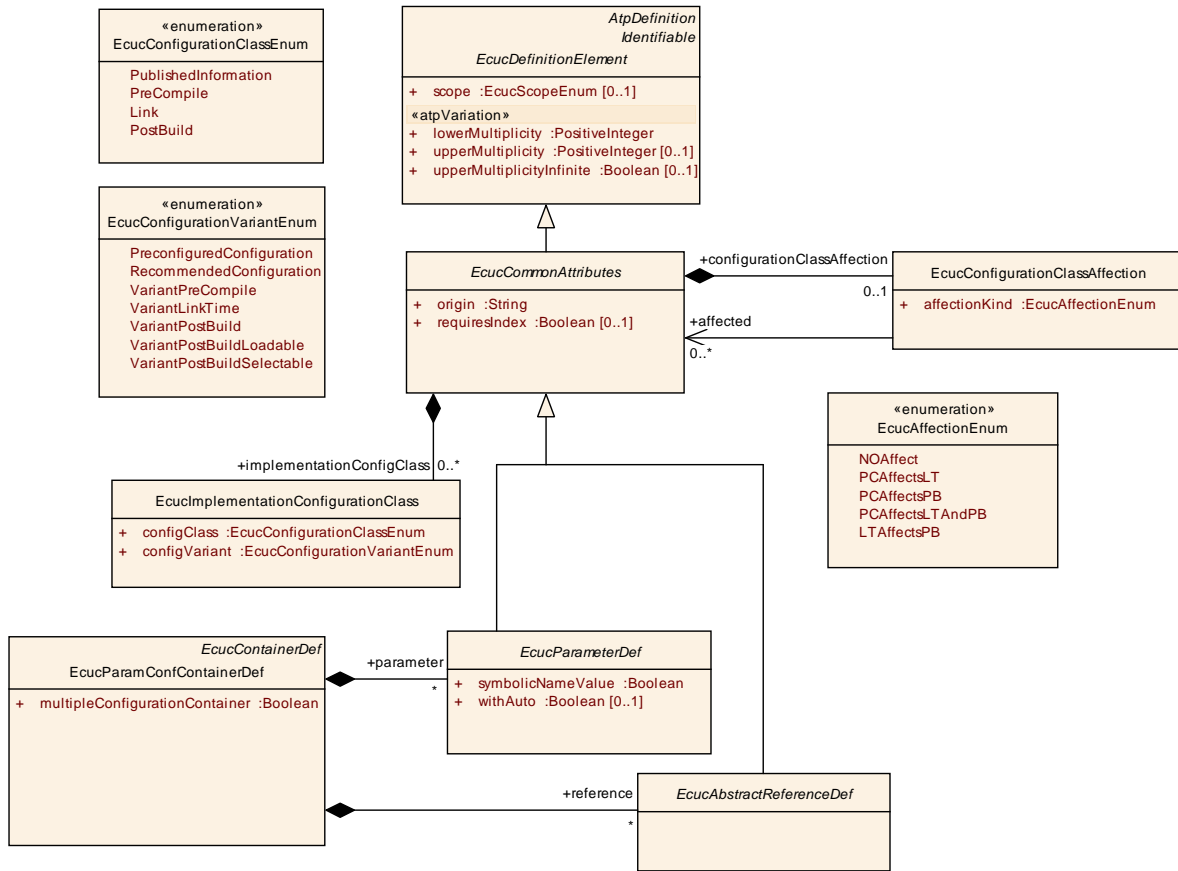 «enumeration»
EcucConfigurationClassEnum
PublishedInformation
PreCompile
Link
PostBuild
AtpDefinition
Identifiable
EcucDefinitionElement
+ scope :EcucScopeEnum [0..1]
«atpVariation»
+ lowerMultiplicity :PositiveInteger
+ upperMultiplicity :PositiveInteger [0..1]
+ upperMultiplicityInfinite :Boolean [0..1]
«enumeration»
EcucConfigurationVariantEnum
PreconfiguredConfiguration
RecommendedConfiguration
VariantPreCompile
VariantLinkTime
VariantPostBuild
VariantPostBuildLoadable
VariantPostBuildSelectable
EcucCommonAttributes
+ origin :String
+ requiresIndex :Boolean [0..1]
+configurationClassAffection
0..1
+affected
0..*
EcucConfigurationClassAffection
+ affectionKind :EcucAffectionEnum
«enumeration»
EcucAffectionEnum
NOAffect
PCAffectsLT
PCAffectsPB
PCAffectsLTAndPB
LTAffectsPB
+implementationConfigClass 0..*
EcucImplementationConfigurationClass
+ configClass :EcucConfigurationClassEnum
+ configVariant :EcucConfigurationVariantEnum
EcucContainerDef
EcucParamConfContainerDef
+ multipleConfigurationContainer :Boolean
+parameter
*
EcucParameterDef
+ symbolicNameValue :Boolean
+ withAuto :Boolean [0..1]
+reference
*
EcucAbstractReferenceDef